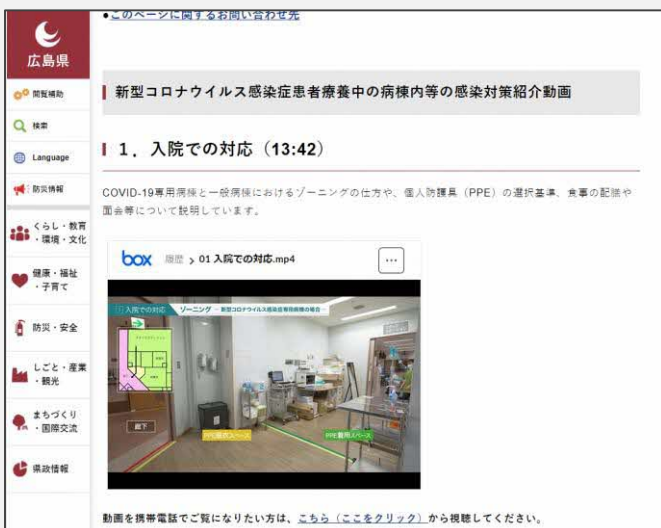 ●このページに関するお問い合わせ先
広島県
閲覧補助
検索
Language
防災情報
くらし・教育
・環境・文化
健康・福祉
・子育て
防災・安全
しごと・産業
・観光
まちづくり
・国際交流
県政情報
新型コロナウイルス感染症患者療養中の病棟内等の感染対策紹介動画
1．入院での対応（13:42）
COVID-19専用病棟と一般病棟におけるゾーニングの仕方や、個人防護具（PPE）の選択基準、食事の配膳や
面会等について説明しています。
box 履歴 > 01 入院での対応.mp4
入院での対応 ゾーニング - 新型コロナウイルス感染症専用病棟の場合 -
廊下
PPE脱衣スペース
PPE着用スペース
動画を携帯電話でご覧になりたい方は、こちら（ここをクリック）から視聴してください。